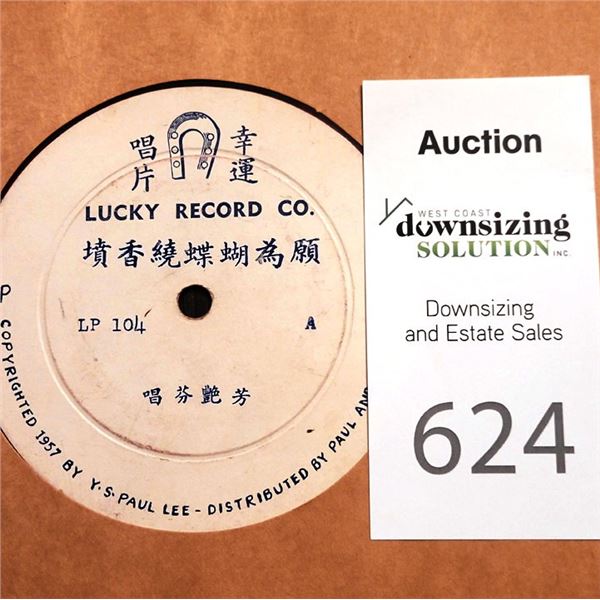 幸運
唱片
LUCKY RECORD CO.
願為蝴蝶繞香墳
LP 104 A
芳艷芬唱
P
COPYRIGHTED 1957 BY Y.S. PAUL LEE - DISTRIBUTED BY PAUL AND
Auction
WEST COAST
downsizing
SOLUTION INC.
Downsizing
and Estate Sales
624